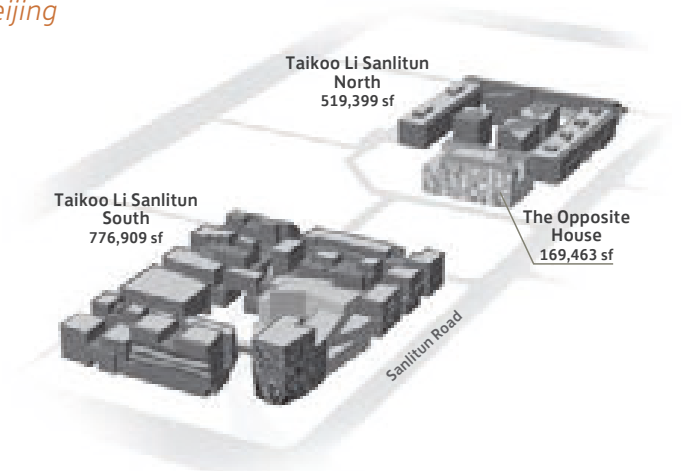 eijing
Taikoo Li Sanlitun
North
519,399 sf
Taikoo Li Sanlitun
South
776,909 sf
The Opposite
House
169,463 sf
Sanlitun Road